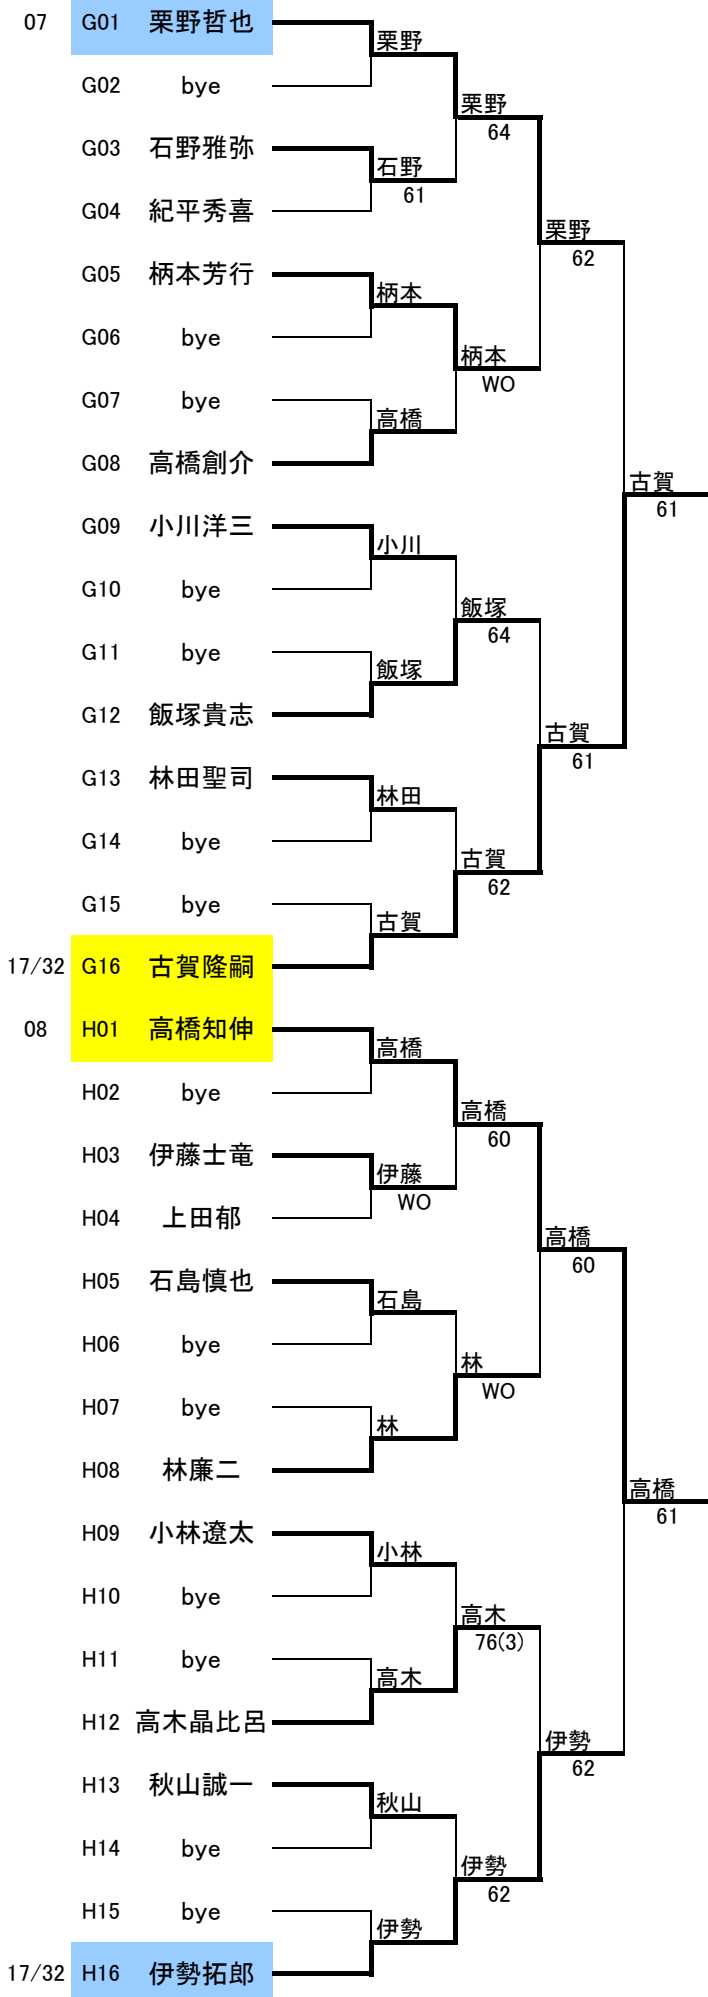 07 G01 栗野哲也
栗野
G02 bye
栗野
64
G03 石野雅弥
石野
61
G04 紀平秀喜
栗野
62
G05 柄本芳行
柄本
G06 bye
柄本
WO
G07 bye
高橋
G08 高橋創介
古賀
61
G09 小川洋三
小川
G10 bye
飯塚
64
G11 bye
飯塚
G12 飯塚貴志
古賀
61
G13 林田聖司
林田
G14 bye
古賀
62
G15 bye
古賀
17/32 G16 古賀隆嗣
08 H01 高橋知伸
高橋
H02 bye
高橋
60
H03 伊藤士竜
伊藤
WO
H04 上田郁
高橋
60
H05 石島慎也
石島
H06 bye
林
WO
H07 bye
林
H08 林廉二
高橋
61
H09 小林遼太
小林
H10 bye
高木
76(3)
H11 bye
高木
H12 高木晶比呂
伊勢
62
H13 秋山誠一
秋山
H14 bye
伊勢
62
H15 bye
伊勢
17/32 H16 伊勢拓郎